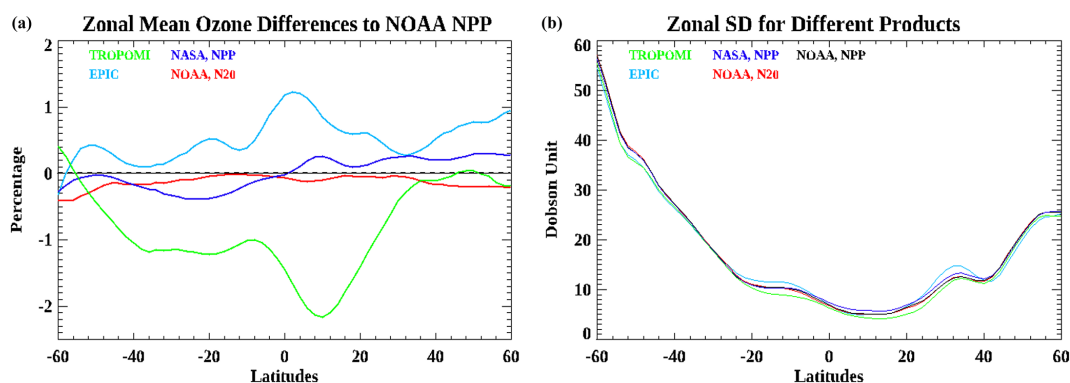 (a) Zonal Mean Ozone Differences to NOAA NPP
2
1
0
-1
-2
Percentage
TROPOMI NASA, NPP
EPIC NOAA, N20
-60 -40 -20 0 20 40 60
Latitudes
(b) Zonal SD for Different Products
60
50
40
30
20
10
0
Dobson Unit
TROPOMI NASA, NPP NOAA, NPP
EPIC NOAA, N20
-60 -40 -20 0 20 40 60
Latitudes